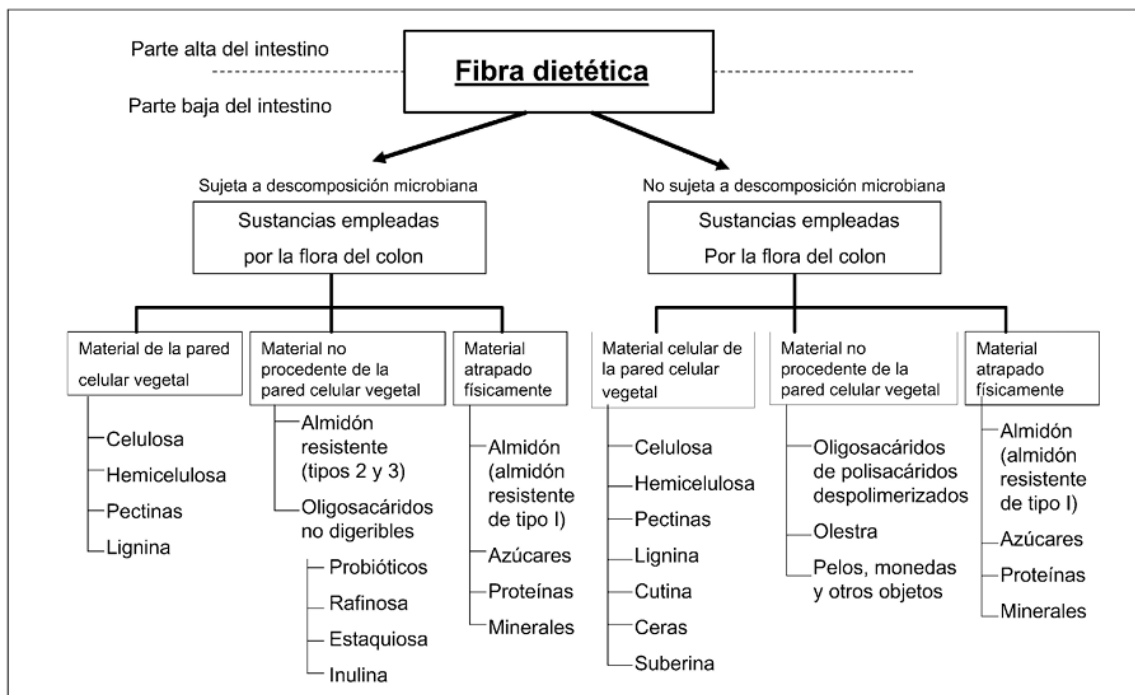 Parte alta del intestino
Fibra dietética
Parte baja del intestino
Sujeta a descomposición microbiana
Sustancias empleadas
por la flora del colon
No sujeta a descomposición microbiana
Sustancias empleadas
Por la flora del colon
Material de la pared
celular vegetal
Celulosa
Hemicelulosa
Pectinas
Lignina
Material no
procedente de la
pared celular vegetal
Almidón
resistente
(tipos 2 y 3)
Oligosacáridos
no digeribles
Probióticos
Rafinosa
Estaquiosa
Inulina
Material
atrapado
físicamente
Almidón
(almidón
resistente
de tipo I)
Azúcares
Proteínas
Minerales
Material celular de
la pared celular
vegetal
Celulosa
Hemicelulosa
Pectinas
Lignina
Cutina
Ceras
Suberina
Material no
procedente de la
pared celular vegetal
Oligosacáridos
de polisacáridos
despolimerizados
Olestra
Pelos, monedas
y otros objetos
Material
atrapado
físicamente
Almidón
(almidón
resistente
de tipo I)
Azúcares
Proteínas
Minerales